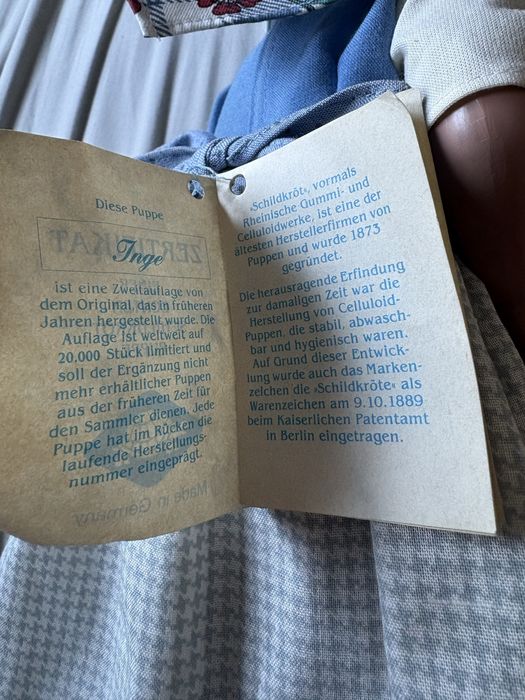 Diese Puppe
Inge
ist eine Zweitauflage von
dem Original, das in früheren
Jahren hergestellt wurde. Die
Auflage ist weltweit auf
20.000 Stück limitiert und
soll der Ergänzung nicht
mehr erhältlicher Puppen
aus der früheren Zeit für
den Sammler dienen. Jede
Puppe hat im Rücken die
laufende Herstellungs-
nummer eingeprägt.
ZERTIFIKAT
Made in Germany
›Schildkröt‹, vormals
Rheinische Gummi- und
Celluloidwerke, ist eine der
ältesten Herstellerfirmen von
Puppen und wurde 1873
gegründet.
Die herausragende Erfindung
zur damaligen Zeit war die
Herstellung von Celluloid-
Puppen, die stabil, abwasch-
bar und hygienisch waren.
Auf Grund dieser Entwick-
lung wurde auch das Marken-
zeichen die ›Schildkröte‹ als
Warenzeichen am 9.10.1889
beim Kaiserlichen Patentamt
in Berlin eingetragen.